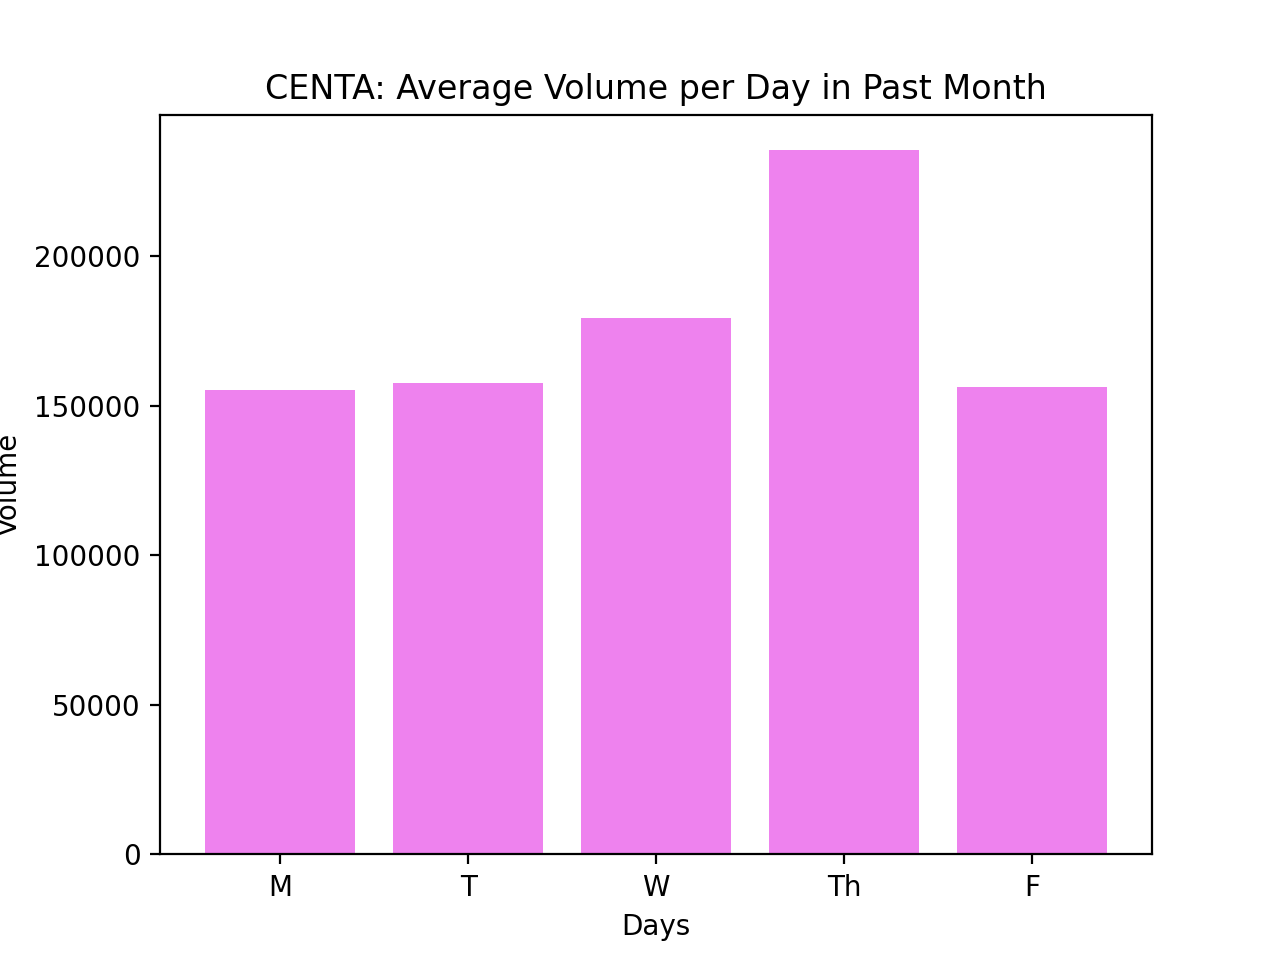 CENTA: Average Volume per Day in Past Month
200000
150000
100000
50000
0
Volume
M T W Th F
Days